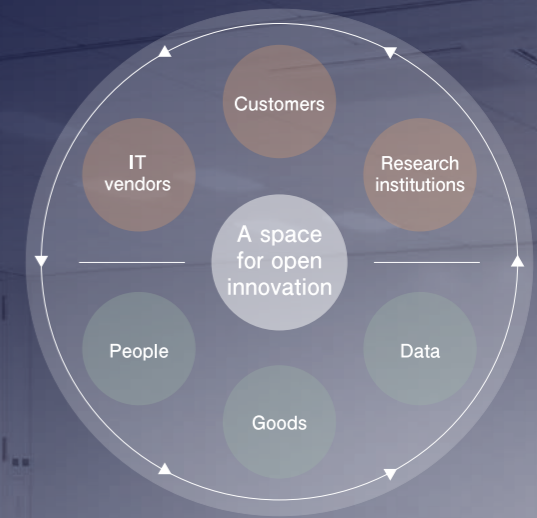 Customers
IT
vendors
Research
institutions
A space
for open
innovation
People
Data
Goods